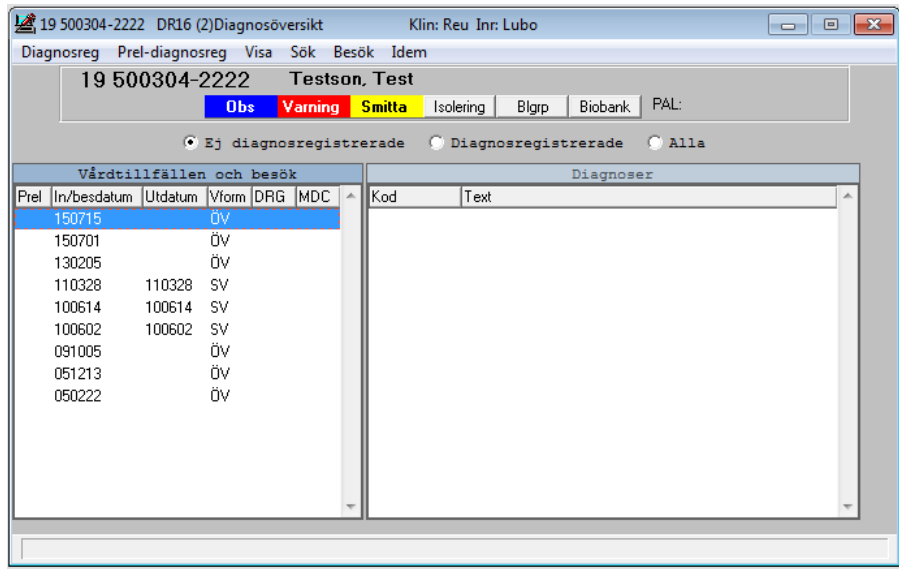 19 500304-2222 DR16 (2)Diagnosöversikt Klin: Reu Inr: Lubo
Diagnosreg Prel-diagnosreg Visa Sök Besök Idem
19 500304-2222 Testson, Test
Obs Varning Smitta Isolering Blgrp Biobank PAL:
Ej diagnosregistrerade Diagnosregistrerade Alla
Vårdtillfällen och besök Diagnoser
Prel In/besdatum Utdatum Vform DRG MDC Kod Text
150715 ÖV
150701 ÖV
130205 ÖV
110328 110328 SV
100614 100614 SV
100602 100602 SV
091005 ÖV
051213 ÖV
050222 ÖV